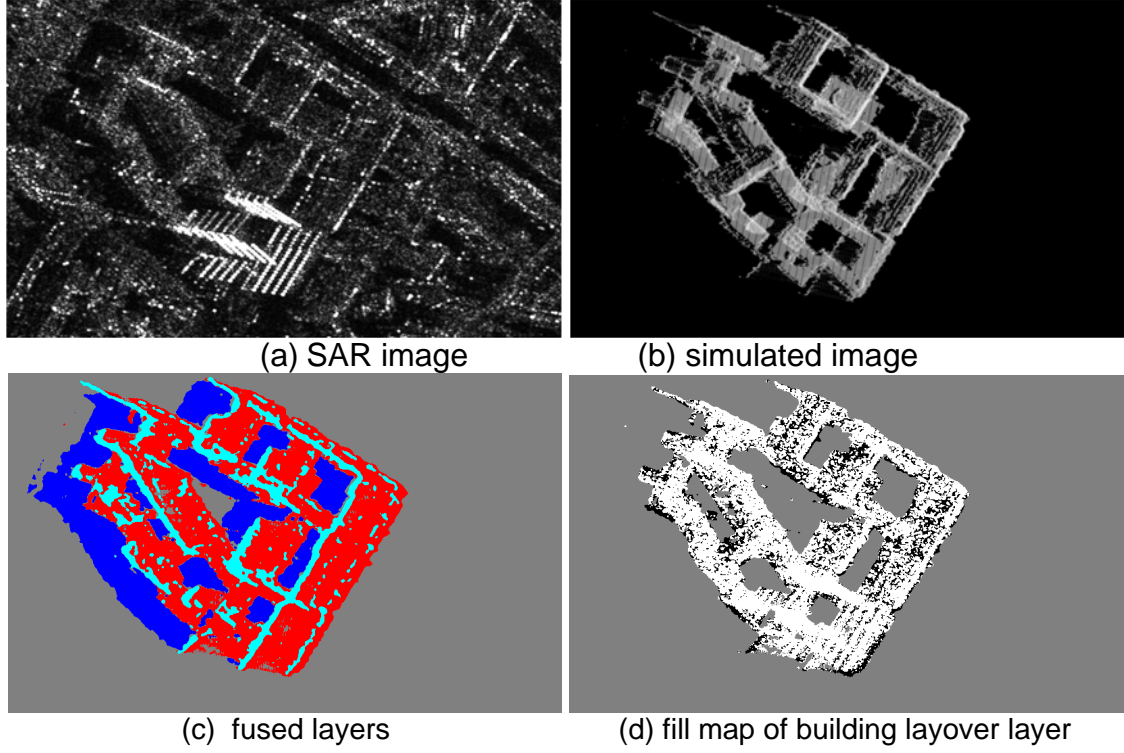 (a) SAR image
(b) simulated image
(c) fused layers
(d) fill map of building layover layer